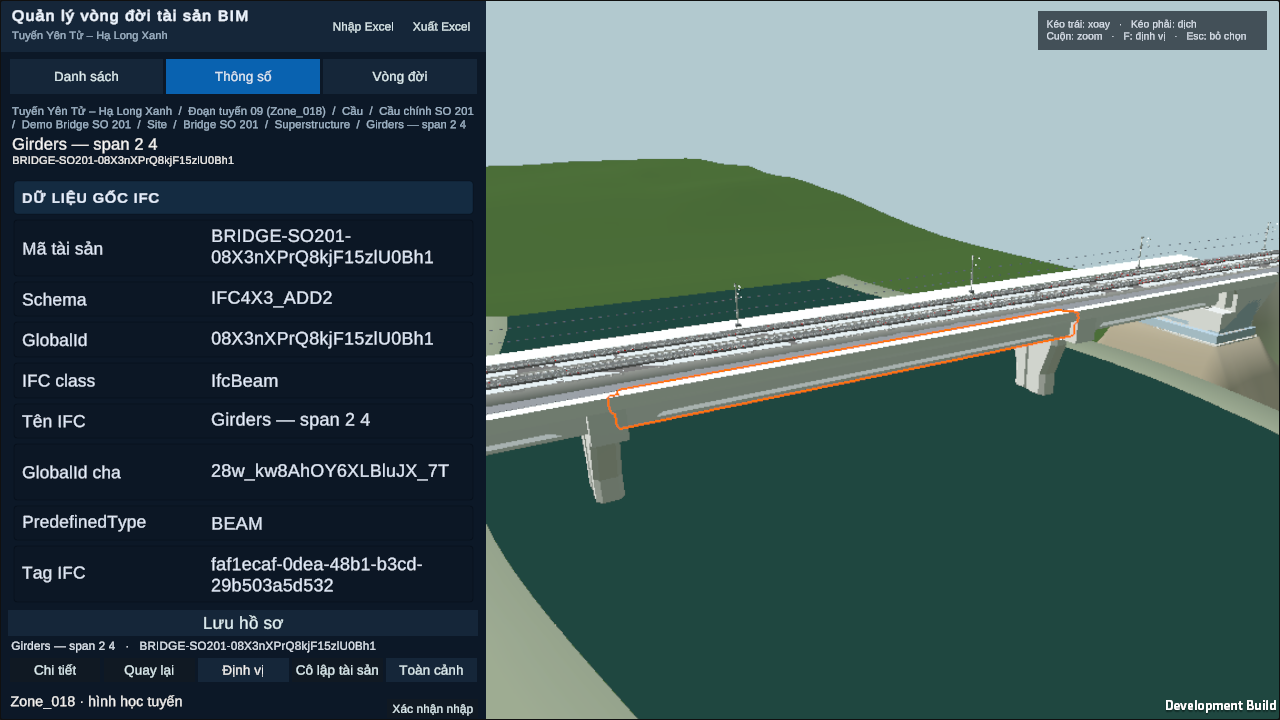 Quản lý vòng đời tài sản BIM
Tuyến Yên Tử – Hạ Long Xanh
Nhập Excel
Xuất Excel
Danh sách
Thông số
Vòng đời
Tuyến Yên Tử – Hạ Long Xanh / Đoạn tuyến 09 (Zone_018) / Cầu / Cầu chính SO 201
/ Demo Bridge SO 201 / Site / Bridge SO 201 / Superstructure / Girders — span 2 4
Girders — span 2 4
BRIDGE-SO201-08X3nXPrQ8kjF15zlU0Bh1
DỮ LIỆU GỐC IFC
Mã tài sản
BRIDGE-SO201-
08X3nXPrQ8kjF15zlU0Bh1
Schema
IFC4X3_ADD2
GlobalId
08X3nXPrQ8kjF15zlU0Bh1
IFC class
IfcBeam
Tên IFC
Girders — span 2 4
GlobalId cha
28w_kw8AhOY6XLBluJX_7T
PredefinedType
BEAM
Tag IFC
faf1ecaf-0dea-48b1-b3cd-
29b503a5d532
Lưu hồ sơ
Girders — span 2 4 · BRIDGE-SO201-08X3nXPrQ8kjF15zlU0Bh1
Chi tiết
Quay lại
Định vị
Cô lập tài sản
Toàn cảnh
Zone_018 · hình học tuyến
Xác nhận nhập
Kéo trái: xoay · Kéo phải: dịch
Cuộn: zoom · F: định vị · Esc: bỏ chọn
Development Build